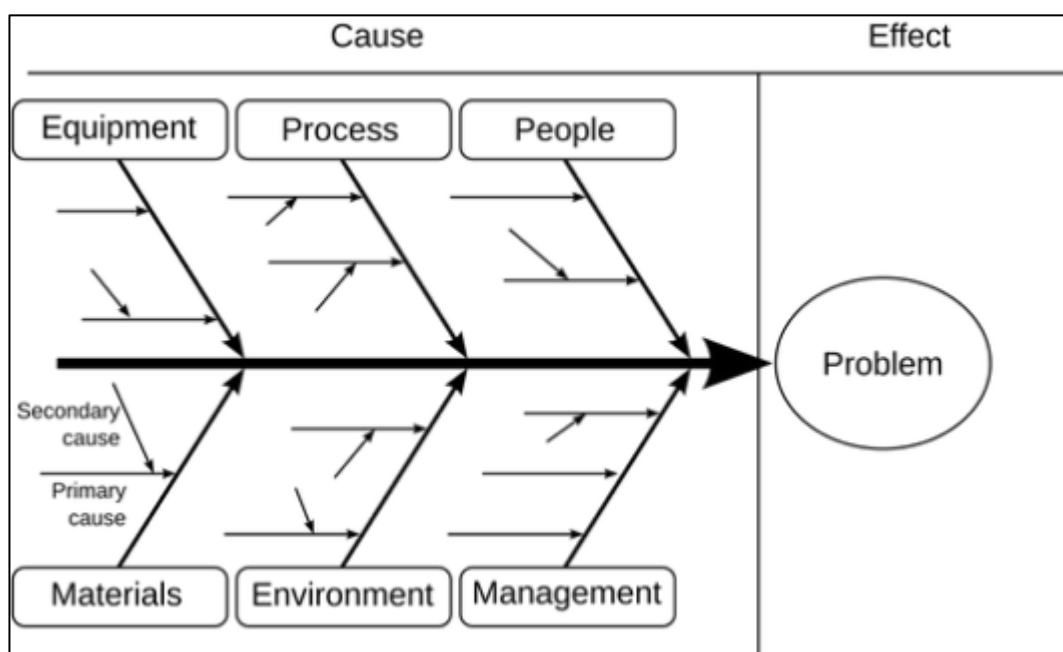 Cause
Effect
Equipment
Process
People
Problem
Secondary
cause
Primary
cause
Materials
Environment
Management